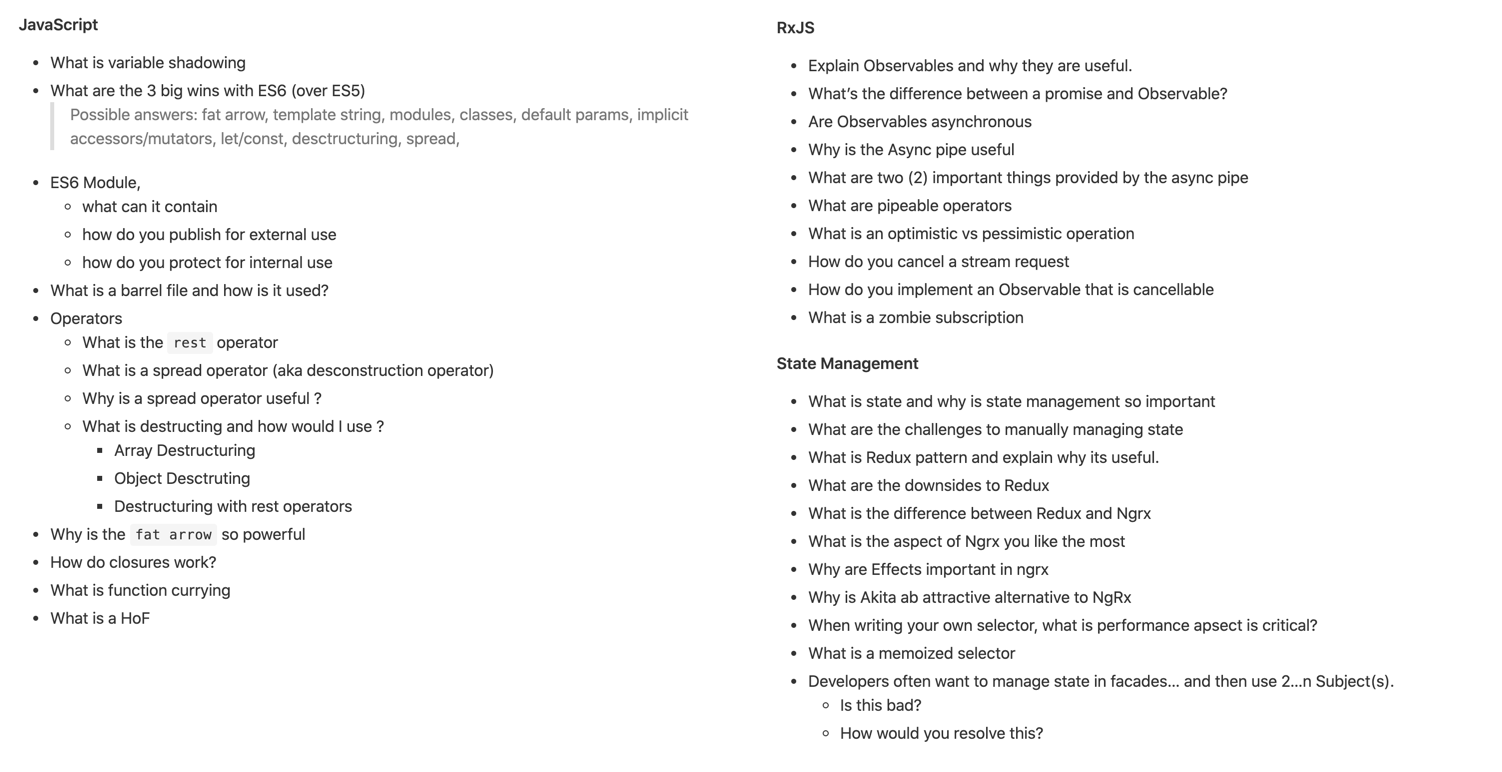 JavaScript
• What is variable shadowing
• What are the 3 big wins with ES6 (over ES5)
Possible answers: fat arrow, template string, modules, classes, default params, implicit
accessors/mutators, let/const, desctructuring, spread,
• ES6 Module,
◦ what can it contain
◦ how do you publish for external use
◦ how do you protect for internal use
• What is a barrel file and how is it used?
• Operators
◦ What is the rest operator
◦ What is a spread operator (aka desconstruction operator)
◦ Why is a spread operator useful ?
◦ What is destructing and how would I use ?
▪ Array Destructuring
▪ Object Desctruting
▪ Destructuring with rest operators
• Why is the fat arrow so powerful
• How do closures work?
• What is function currying
• What is a HoF
RxJS
• Explain Observables and why they are useful.
• What’s the difference between a promise and Observable?
• Are Observables asynchronous
• Why is the Async pipe useful
• What are two (2) important things provided by the async pipe
• What are pipeable operators
• What is an optimistic vs pessimistic operation
• How do you cancel a stream request
• How do you implement an Observable that is cancellable
• What is a zombie subscription
State Management
• What is state and why is state management so important
• What are the challenges to manually managing state
• What is Redux pattern and explain why its useful.
• What are the downsides to Redux
• What is the difference between Redux and Ngrx
• What is the aspect of Ngrx you like the most
• Why are Effects important in ngrx
• Why is Akita ab attractive alternative to NgRx
• When writing your own selector, what is performance apsect is critical?
• What is a memoized selector
• Developers often want to manage state in facades... and then use 2...n Subject(s).
◦ Is this bad?
◦ How would you resolve this?